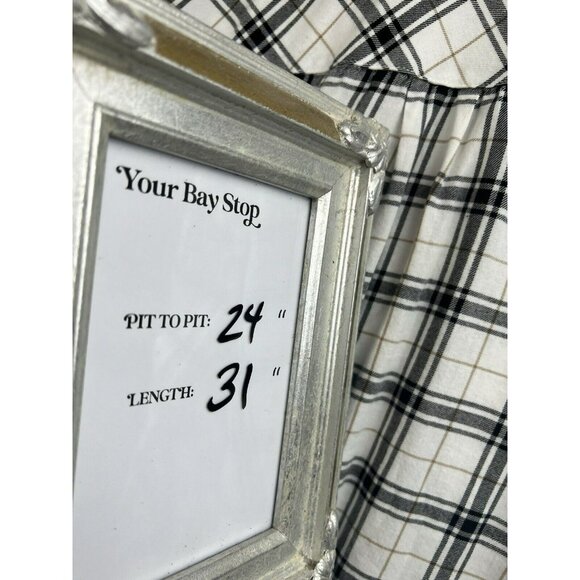 Your Bay Stop
PIT TO PIT: 24 "
LENGTH: 31 "